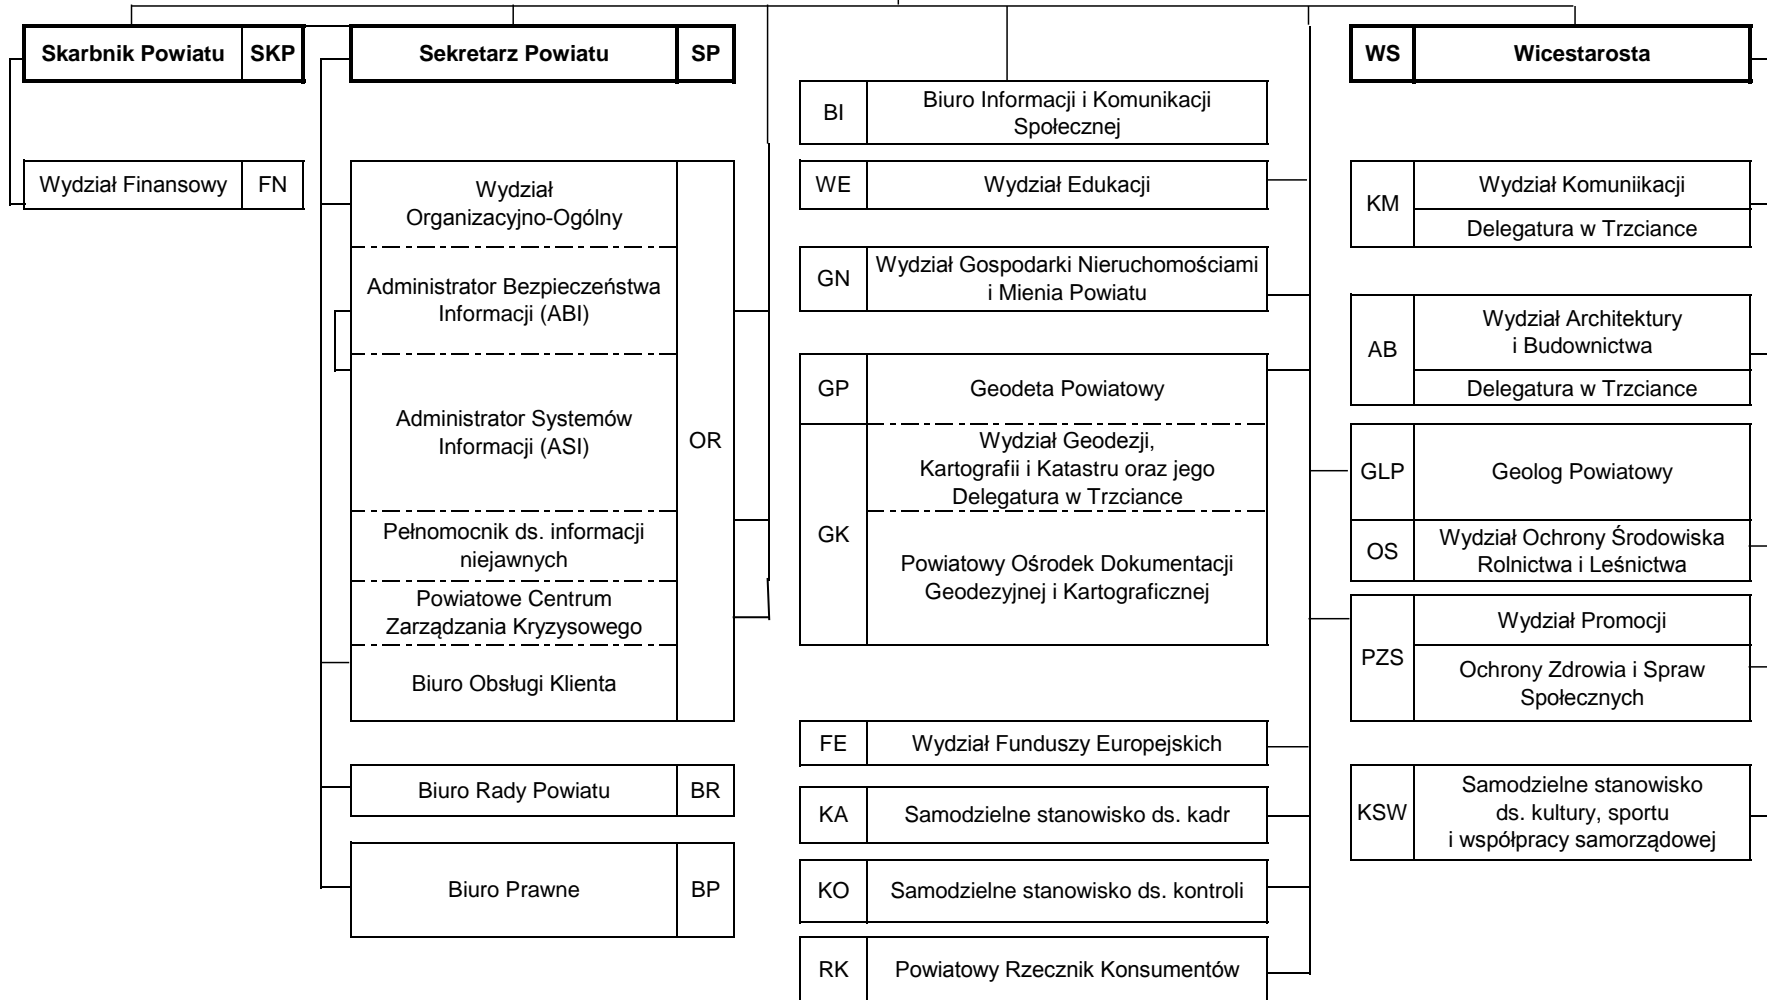 Skarbnik Powiatu SKP
Wydział Finansowy FN
Sekretarz Powiatu SP
Wydział
Organizacyjno-Ogólny
Administrator Bezpieczeństwa
Informacji (ABI)
Administrator Systemów
Informacji (ASI)
OR
Pełnomocnik ds. informacji
niejawnych
Powiatowe Centrum
Zarządzania Kryzysowego
Biuro Obsługi Klienta
Biuro Rady Powiatu BR
Biuro Prawne BP
BI Biuro Informacji i Komunikacji
Społecznej
WE Wydział Edukacji
GN Wydział Gospodarki Nieruchomościami
i Mienia Powiatu
GP Geodeta Powiatowy
GK
Wydział Geodezji,
Kartografii i Katastru oraz jego
Delegatura w Trzciance
Powiatowy Ośrodek Dokumentacji
Geodezyjnej i Kartograficznej
FE Wydział Funduszy Europejskich
KA Samodzielne stanowisko ds. kadr
KO Samodzielne stanowisko ds. kontroli
RK Powiatowy Rzecznik Konsumentów
WS Wicestarosta
KM
Wydział Komuniikacji
Delegatura w Trzciance
AB
Wydział Architektury
i Budownictwa
Delegatura w Trzciance
GLP Geolog Powiatowy
OS Wydział Ochrony Środowiska
Rolnictwa i Leśnictwa
PZS
Wydział Promocji
Ochrony Zdrowia i Spraw
Społecznych
KSW
Samodzielne stanowisko
ds. kultury, sportu
i współpracy samorządowej